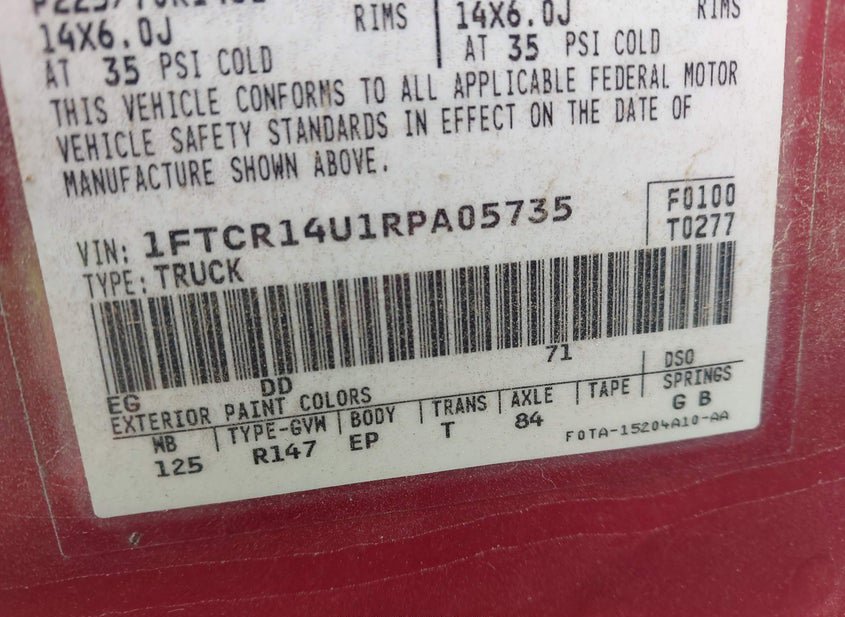 14X6.0J RIMS 14X6.0J RIMS
AT 35 PSI COLD AT 35 PSI COLD
THIS VEHICLE CONFORMS TO ALL APPLICABLE FEDERAL MOTOR
VEHICLE SAFETY STANDARDS IN EFFECT ON THE DATE OF
MANUFACTURE SHOWN ABOVE.
VIN: 1FTCR14U1RPA05735 F0100
TYPE: TRUCK T0277
EG DD 71
EXTERIOR PAINT COLORS DSO
WB TYPE-GVW BODY TRANS AXLE TAPE SPRINGS
125 R147 EP T 84 G B
F0TA-15204A10-AA